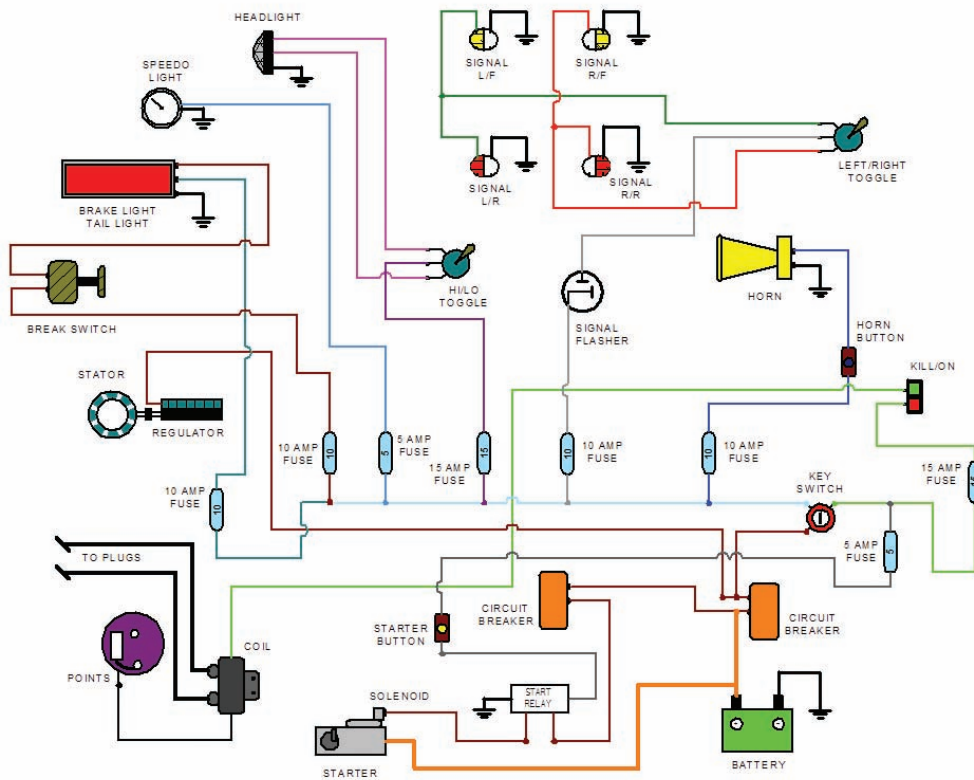 HEADLIGHT
SPEEDO
LIGHT
SIGNAL
L/F
SIGNAL
R/F
BRAKE LIGHT
TAIL LIGHT
SIGNAL
L/R
SIGNAL
R/R
LEFT/RIGHT
TOGGLE
BREAK SWITCH
HI/LO
TOGGLE
SIGNAL
FLASHER
HORN
HORN
BUTTON
KILL/ON
STATOR
REGULATOR
10 AMP
FUSE
10
5 AMP
FUSE
5
15 AMP
FUSE
15
10 AMP
FUSE
10
10 AMP
FUSE
10
15 AMP
FUSE
15
10 AMP
FUSE
10
KEY
SWITCH
5 AMP
FUSE
5
TO PLUGS
POINTS
COIL
STARTER
BUTTON
CIRCUIT
BREAKER
CIRCUIT
BREAKER
SOLENOID
START
RELAY
STARTER
BATTERY